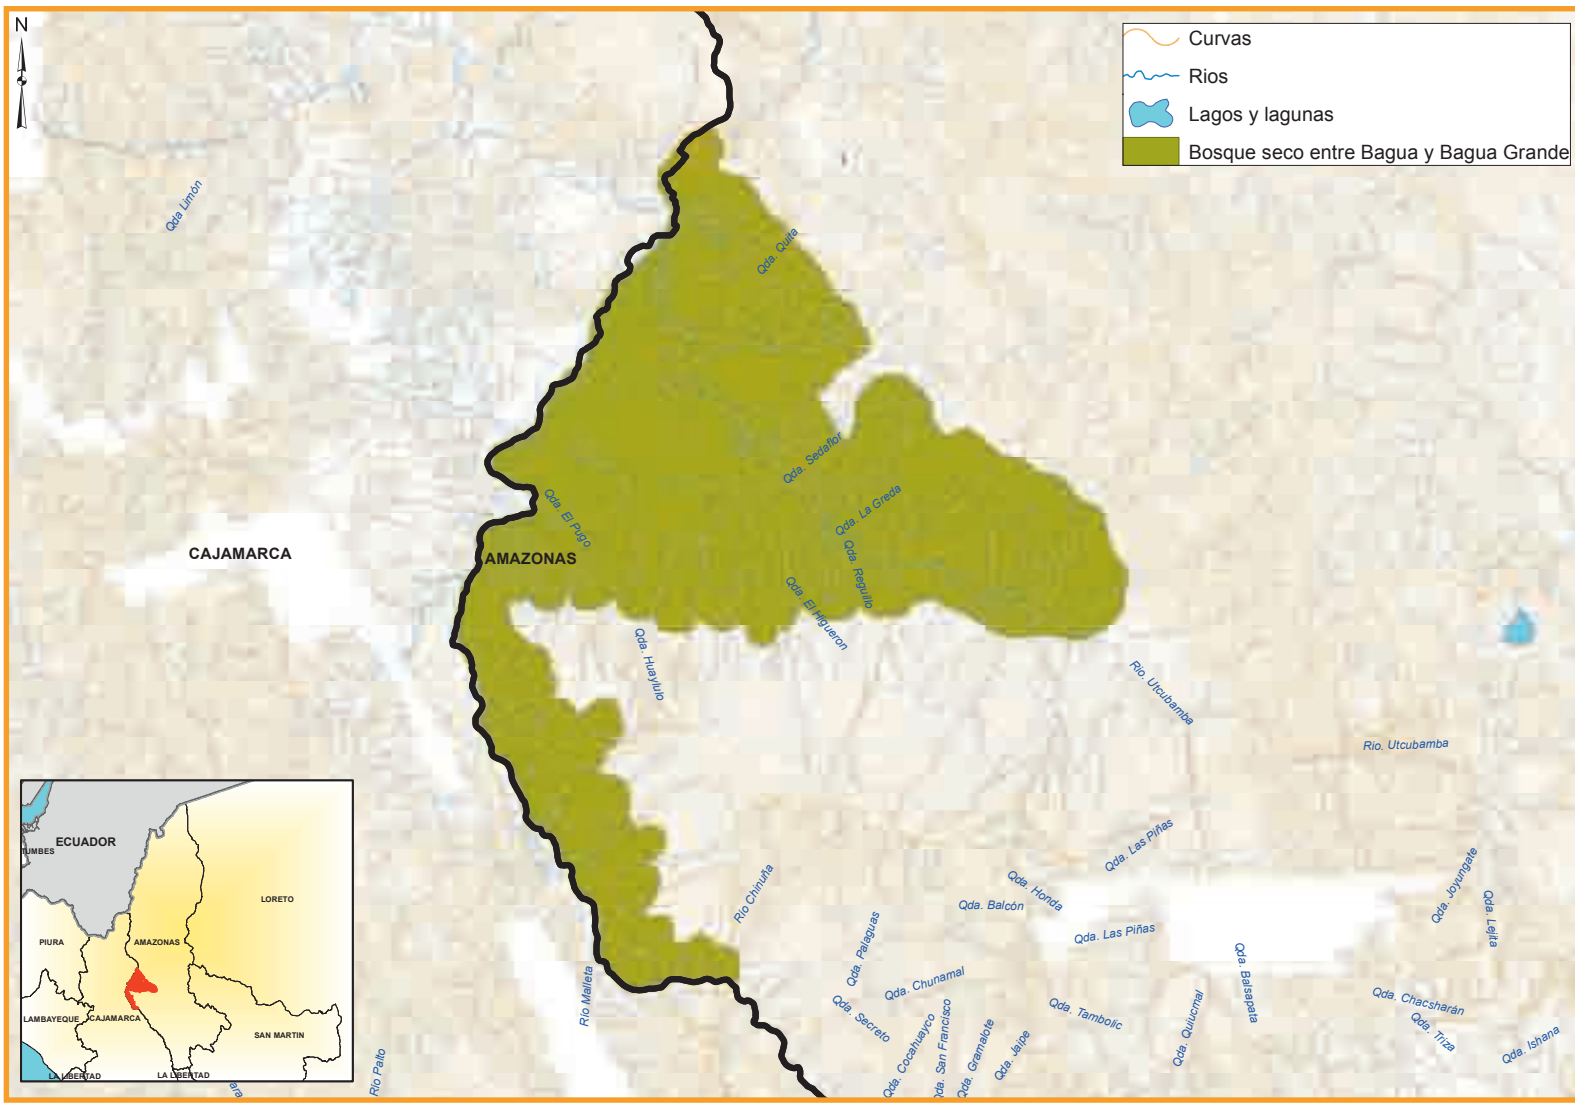 N
Curvas
Rios
Lagos y lagunas
Bosque seco entre Bagua y Bagua Grande
Qda Limón
Qda. Quita
Qda. Sedaflor
Qda. La Greda
Qda. El Pugo
Qda. Reguillo
CAJAMARCA
AMAZONAS
Qda. El Higueron
Qda. Huaylulo
Rio. Utcubamba
Rio. Utcubamba
Qda. Las Piñas
Río Chinuña
Qda. Honda
Qda. Balcón
Qda. Las Piñas
Qda. Joyungate
Qda. Lejita
Qda. Palaguas
Qda. Chunamal
Qda. Balsapata
Río Malleta
Qda. Secreto
Qda. Cocahuayco
Qda. San Francisco
Qda. Gramalote
Qda. Jaipe
Qda. Tambolic
Qda. Quiucmal
Qda. Chacsharán
Qda. Triza
Qda. Ishana
Río Palto
ara
ECUADOR
TUMBES
LORETO
PIURA
AMAZONAS
LAMBAYEQUE
CAJAMARCA
SAN MARTIN
LA LIBERTAD
LA LIBERTAD